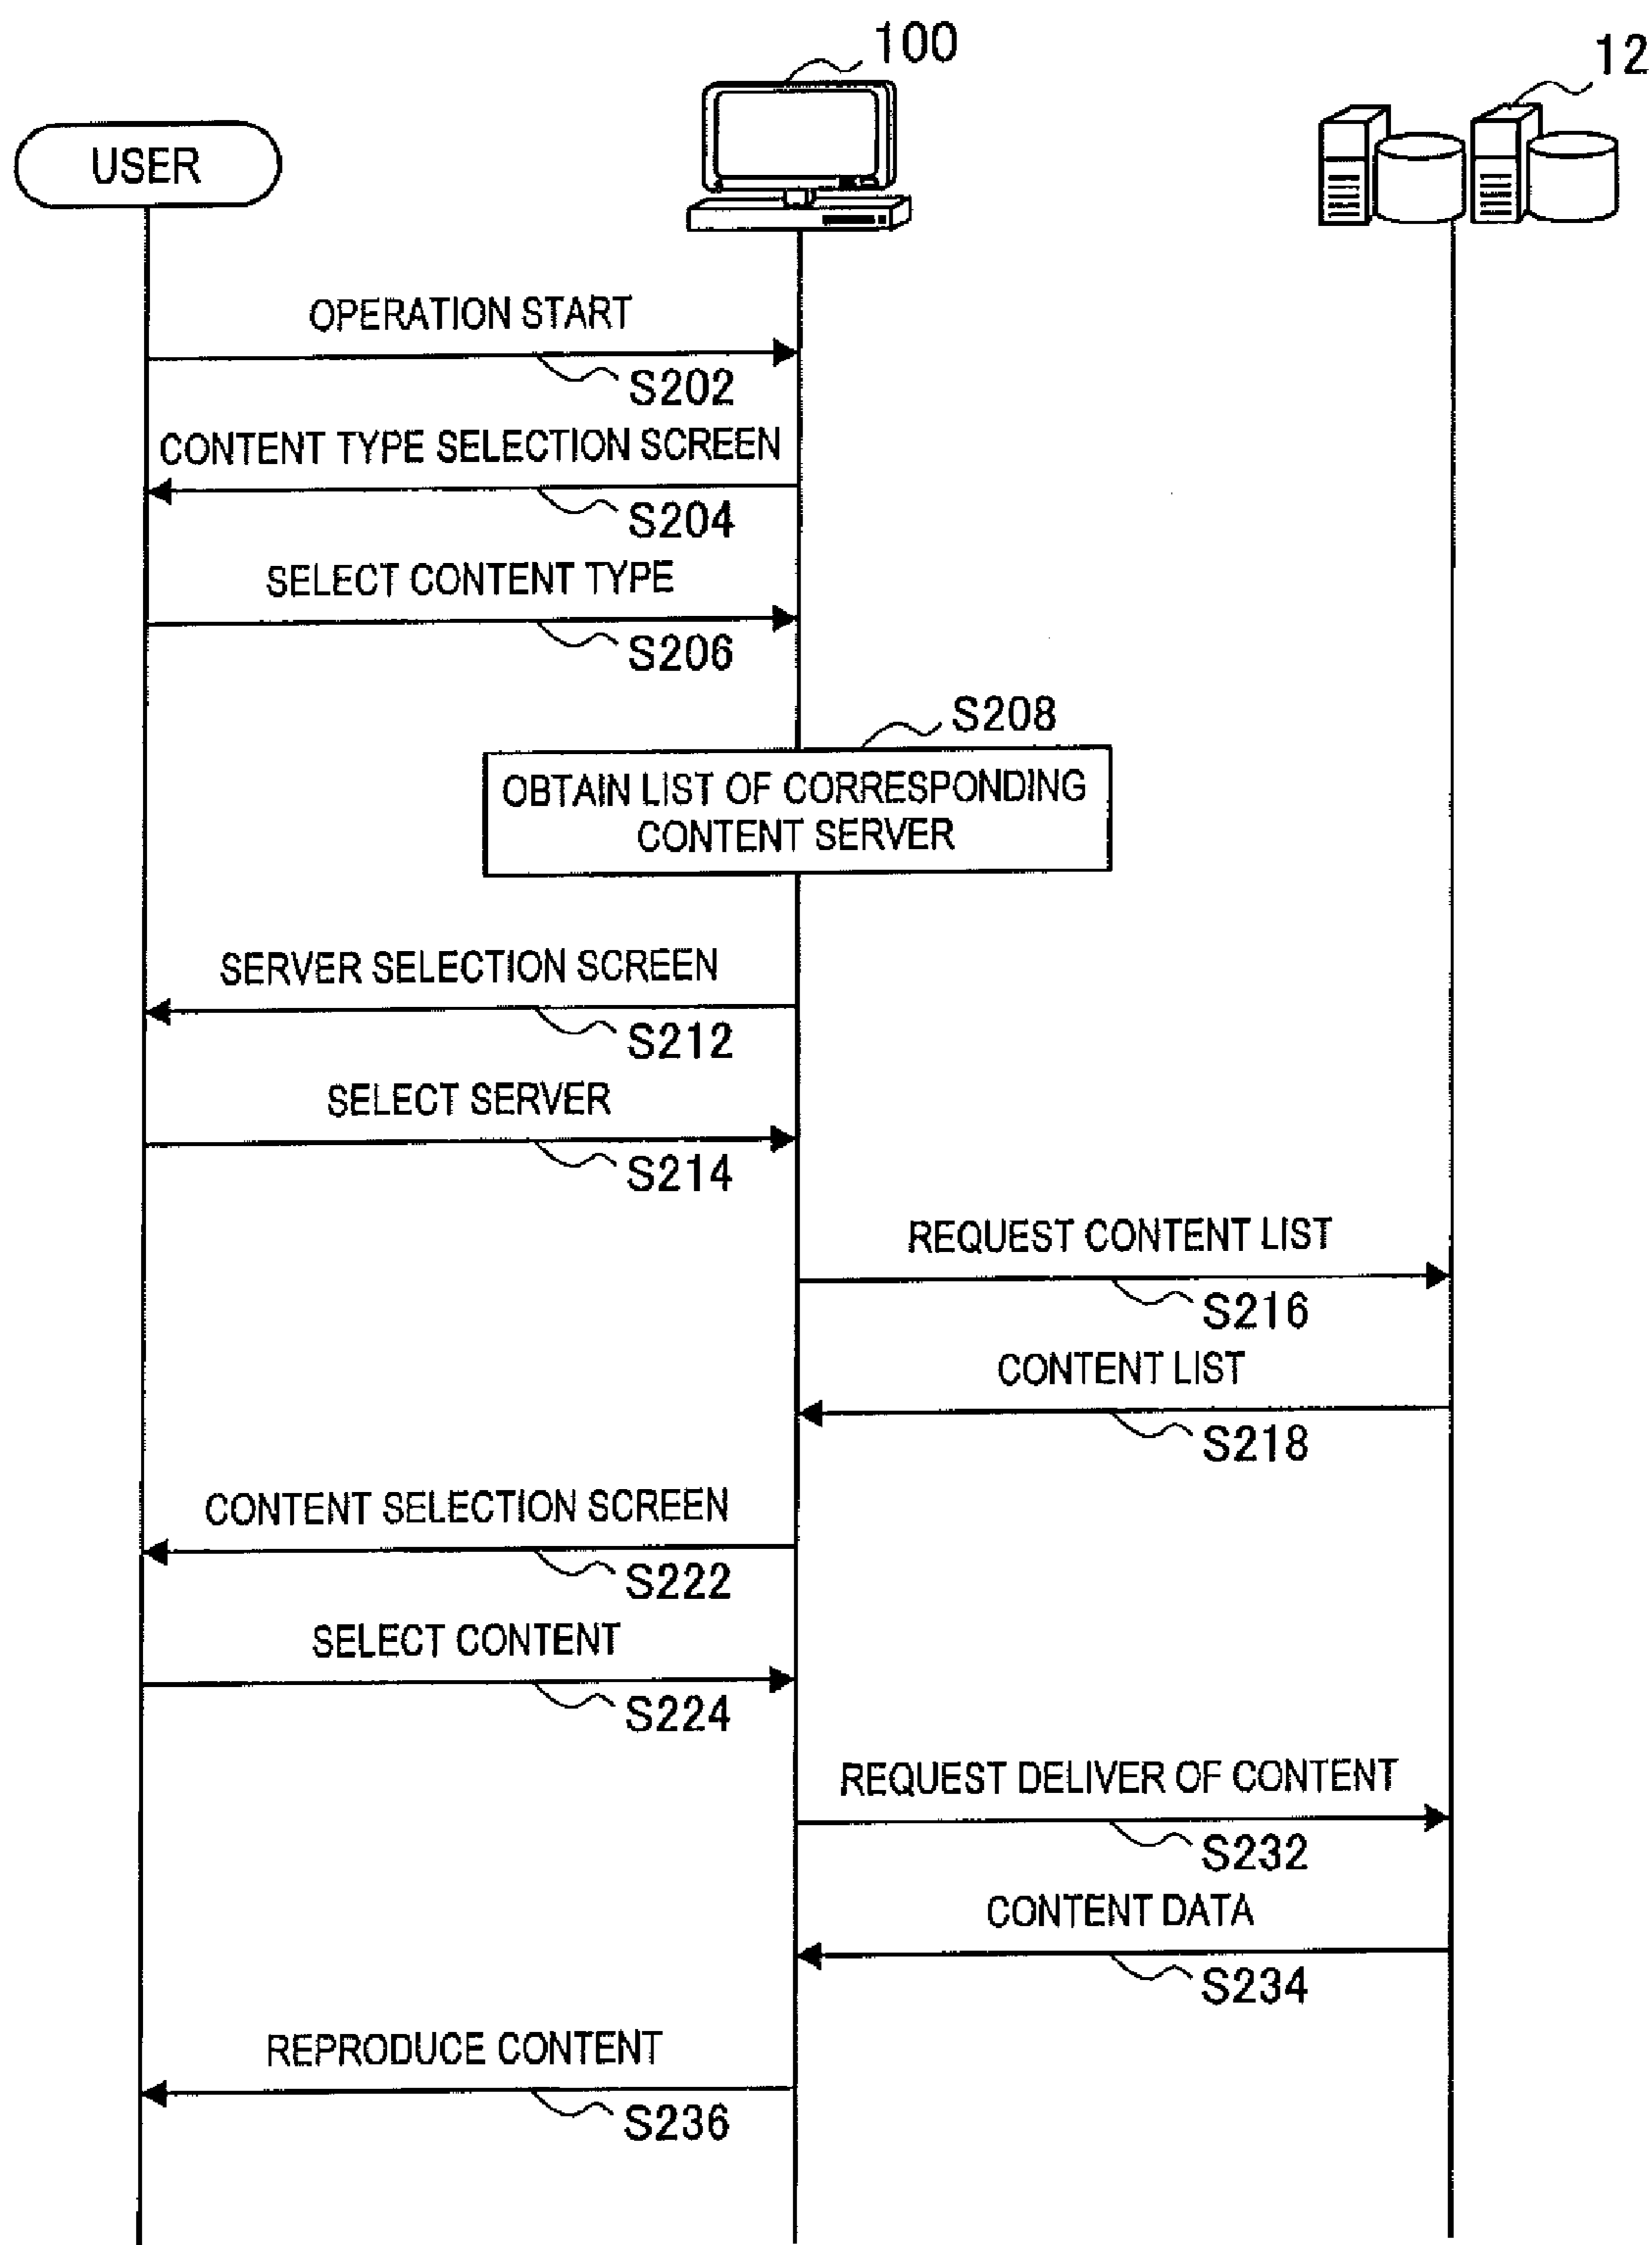 100
12
USER
OPERATION START
S202
CONTENT TYPE SELECTION SCREEN
S204
SELECT CONTENT TYPE
S206
S208
OBTAIN LIST OF CORRESPONDING
CONTENT SERVER
SERVER SELECTION SCREEN
S212
SELECT SERVER
S214
REQUEST CONTENT LIST
S216
CONTENT LIST
S218
CONTENT SELECTION SCREEN
S222
SELECT CONTENT
S224
REQUEST DELIVER OF CONTENT
S232
CONTENT DATA
S234
REPRODUCE CONTENT
S236